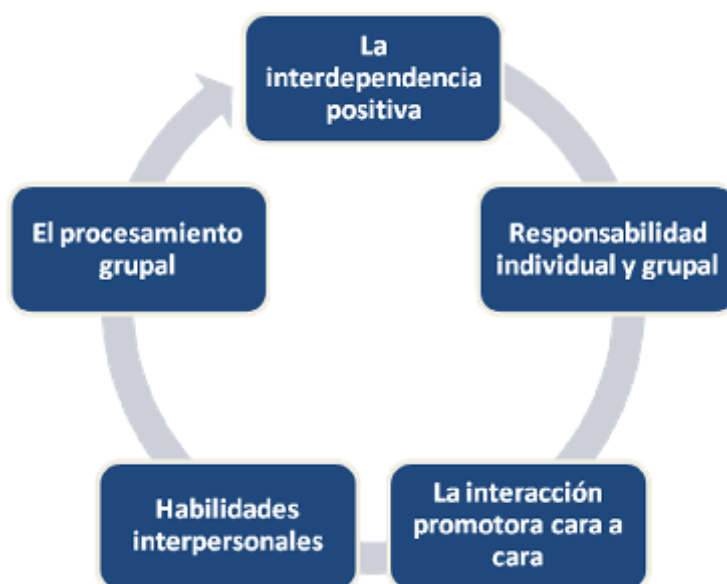 La
interdependencia
positiva
Responsabilidad
individual y grupal
La interacción
promotora cara a
cara
Habilidades
interpersonales
El procesamiento
grupal